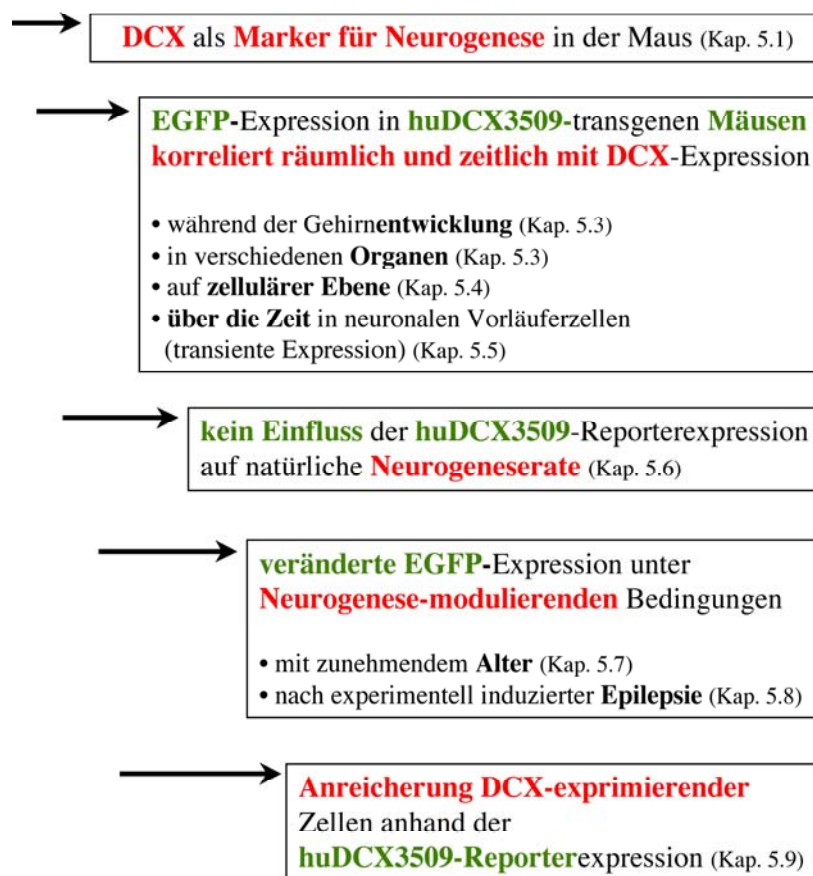 DCX als Marker für Neurogenese in der Maus (Kap. 5.1)
EGFP-Expression in huDCX3509-transgenen Mäusen
korreliert räumlich und zeitlich mit DCX-Expression
• während der Gehirnentwicklung (Kap. 5.3)
• in verschiedenen Organen (Kap. 5.3)
• auf zellulärer Ebene (Kap. 5.4)
• über die Zeit in neuronalen Vorläuferzellen
(transiente Expression) (Kap. 5.5)
kein Einfluss der huDCX3509-Reporterexpression
auf natürliche Neurogeneserate (Kap. 5.6)
veränderte EGFP-Expression unter
Neurogenese-modulierenden Bedingungen
• mit zunehmendem Alter (Kap. 5.7)
• nach experimentell induzierter Epilepsie (Kap. 5.8)
Anreicherung DCX-exprimierender
Zellen anhand der
huDCX3509-Reporterexpression (Kap. 5.9)